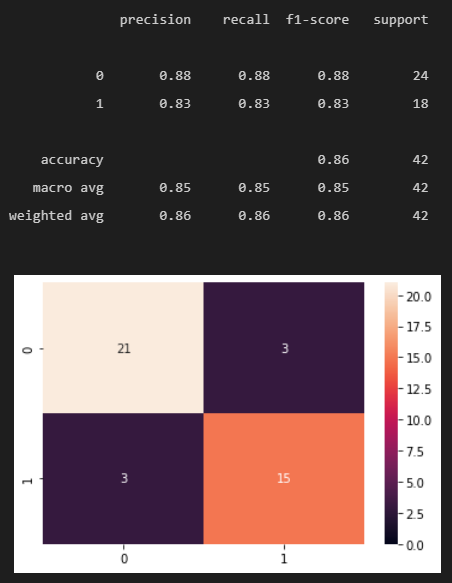 precision recall f1-score support
0 0.88 0.88 0.88 24
1 0.83 0.83 0.83 18
accuracy 0.86 42
macro avg 0.85 0.85 0.85 42
weighted avg 0.86 0.86 0.86 42
20.0
0 21 3
17.5
15.0
12.5
10.0
7.5
1 3 15
5.0
2.5
0.0
0 1